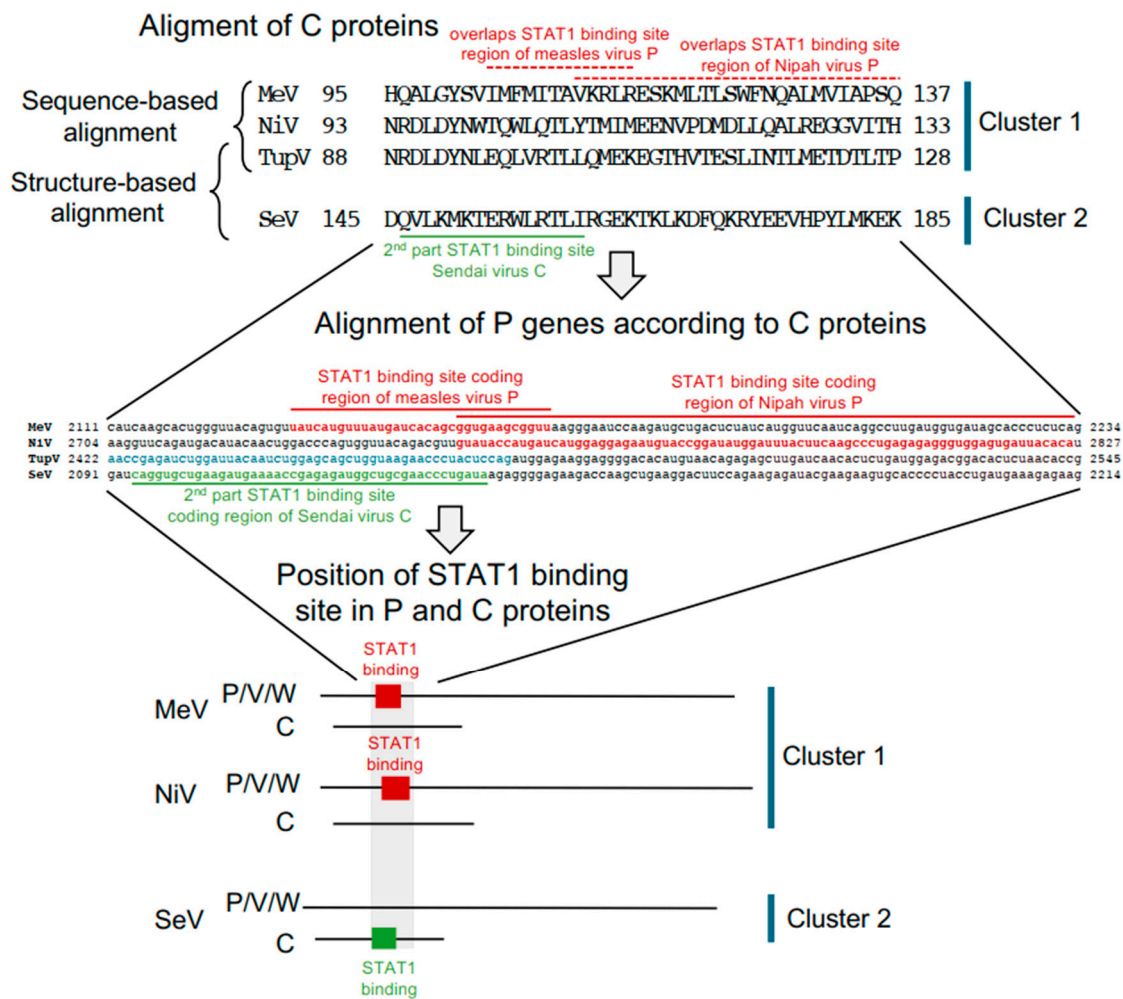 Aligment of C proteins
overlaps STAT1 binding site
region of measles virus P
overlaps STAT1 binding site
region of Nipah virus P
Sequence-based
alignment
Structure-based
alignment
MeV 95 HQALGYSVIMFMITAVKRLRESKMLTLSWFNQALMVIAPSQ 137
NiV 93 NRDLDYNWTQWLQTLYTMIMEENVPDMDLLQALREGGVITH 133
TupV 88 NRDLDYNLEQLVRTLLQMEKEGTHVTESLINTLMETDTLTP 128
SeV 145 DQVLKMKTERWLRTLIRGEKTKLKDFQKRYEEVHPYLMKEK 185
Cluster 1
Cluster 2
2nd part STAT1 binding site
Sendai virus C
Alignment of P genes according to C proteins
STAT1 binding site coding
region of measles virus P
STAT1 binding site coding
region of Nipah virus P
MeV 2111 caucaagcacuggguuacaguguuaucauguuuaugaucacagcggugaagcgguuaagggaauccaagaugcugacucuaucaugguucaaucaggccuugauggugauagcacccucucag 2234
NiV 2704 aagguucagaugacauacaacuggacccagugguuacagacguuguauaccaugaucauggaggagaauguaccggauauggauuuacuucaagcccugagagaggguggagugauuacacau 2827
TupV 2422 aaccgagaucuggauuacaaucuggagcagcugguaagaacccuacuccagauggagaaggaggggacacauguaacagagagcuugaucaacacucugauggagacggacacucuaacaccg 2545
SeV 2091 gaucaggugcugaagaugaaaaccgagagauggcugcgaacccugauaagaggggagaagaccaagcugaaggacuuccagaagagauacgaagaagugcaccccuaccugaugaaagagaag 2214
2nd part STAT1 binding site
coding region of Sendai virus C
Position of STAT1 binding
site in P and C proteins
STAT1
binding
MeV
P/V/W
C
STAT1
binding
NiV
P/V/W
C
Cluster 1
SeV
P/V/W
C
Cluster 2
STAT1
binding